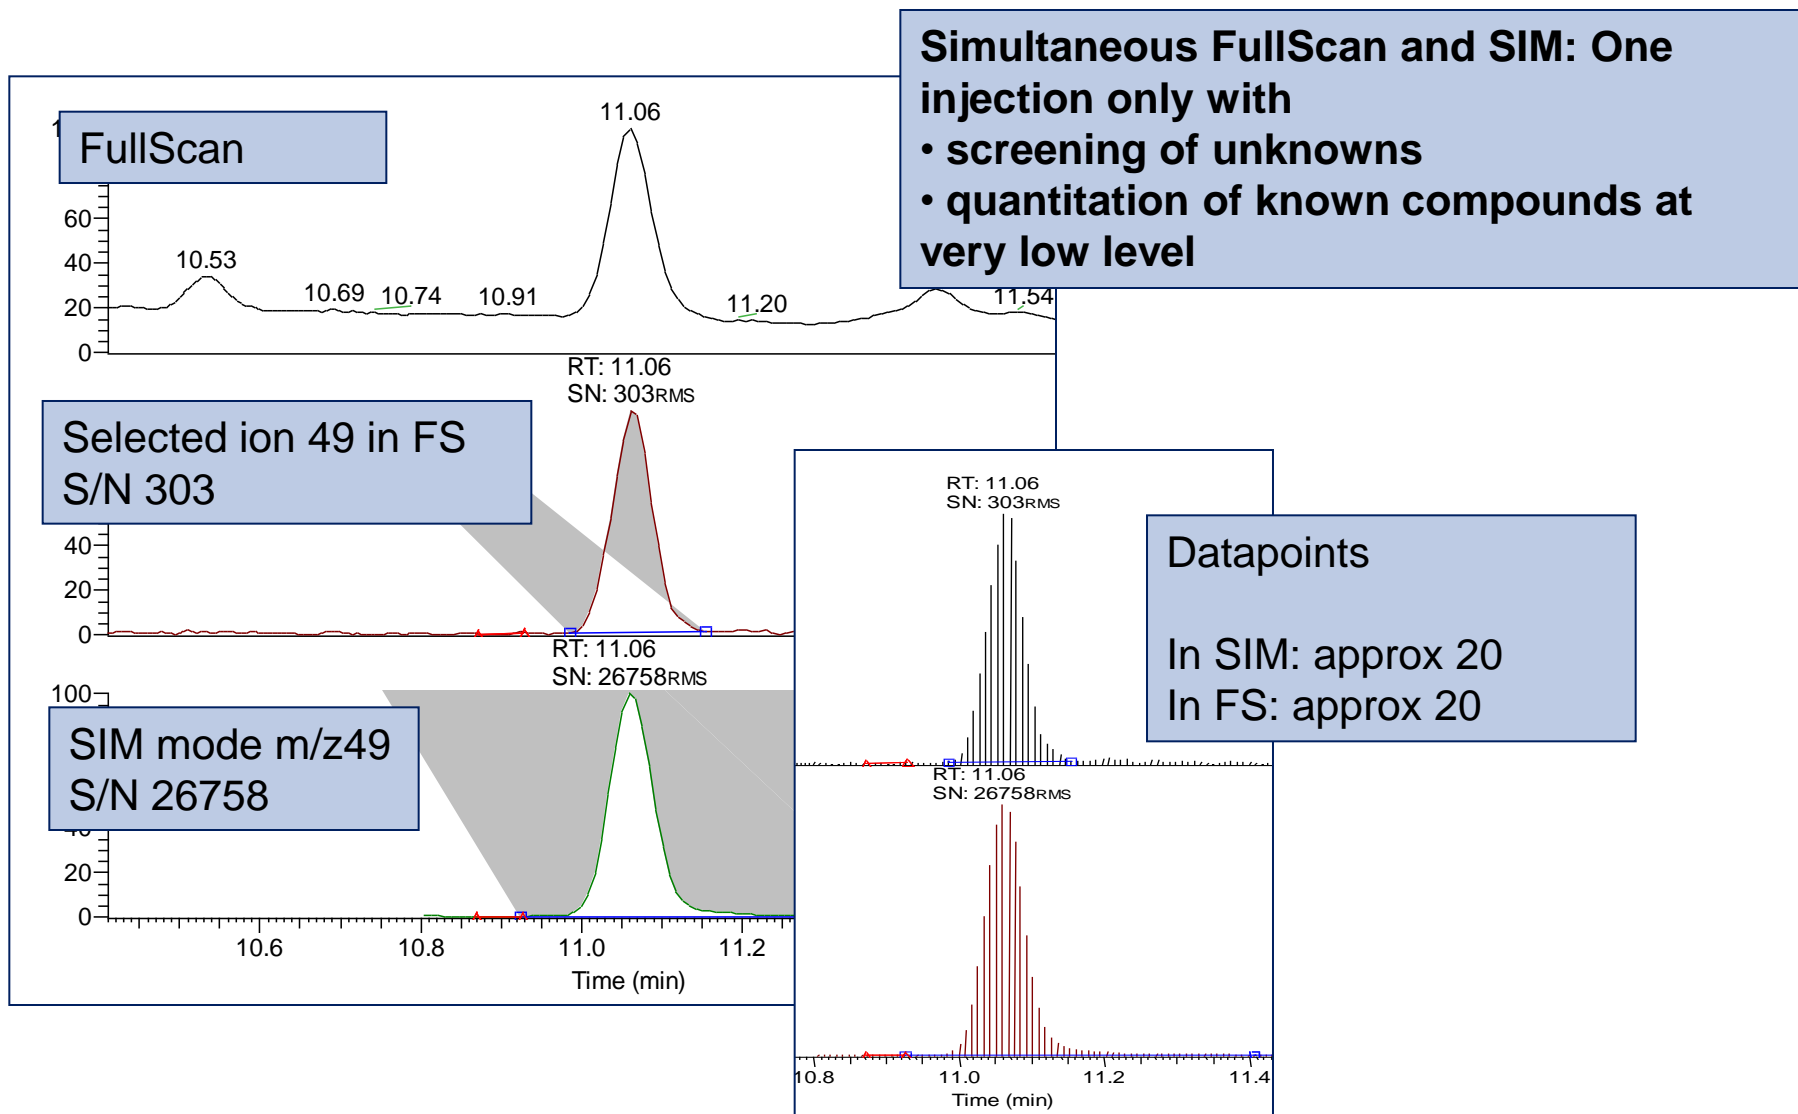 Simultaneous FullScan and SIM: One
injection only with
• screening of unknowns
• quantitation of known compounds at
very low level
FullScan
11.06
60
40
20
0
10.53
10.69
10.74
10.91
11.20
11.54
RT: 11.06
SN: 303RMS
Selected ion 49 in FS
S/N 303
40
20
0
RT: 11.06
SN: 26758RMS
100
SIM mode m/z49
S/N 26758
40
20
0
10.6 10.8 11.0 11.2
Time (min)
RT: 11.06
SN: 303RMS
RT: 11.06
SN: 26758RMS
10.8 11.0 11.2 11.4
Time (min)
Datapoints
In SIM: approx 20
In FS: approx 20